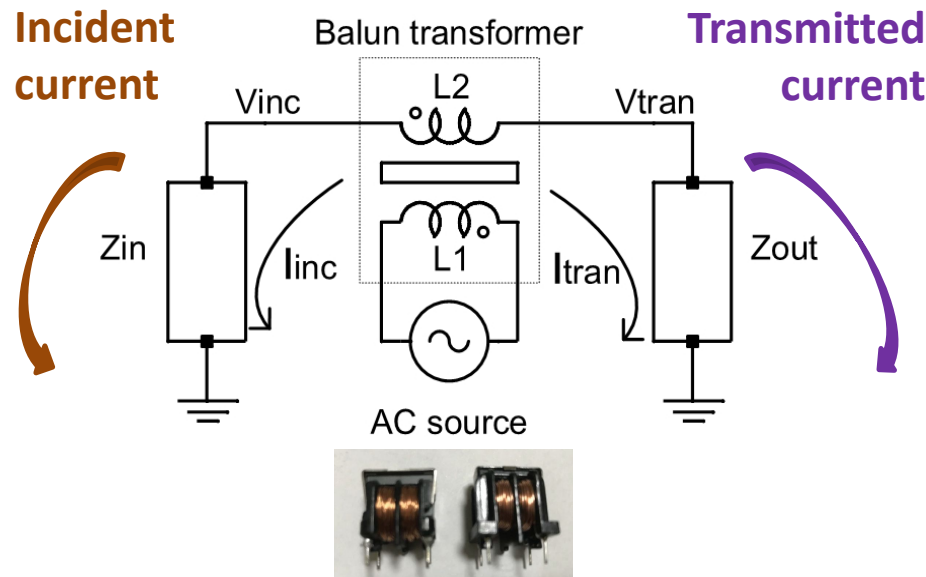 Incident
current
Balun transformer
Transmitted
current
Vinc
L2
Vtran
Zin
Iinc
L1
Itran
Zout
AC source